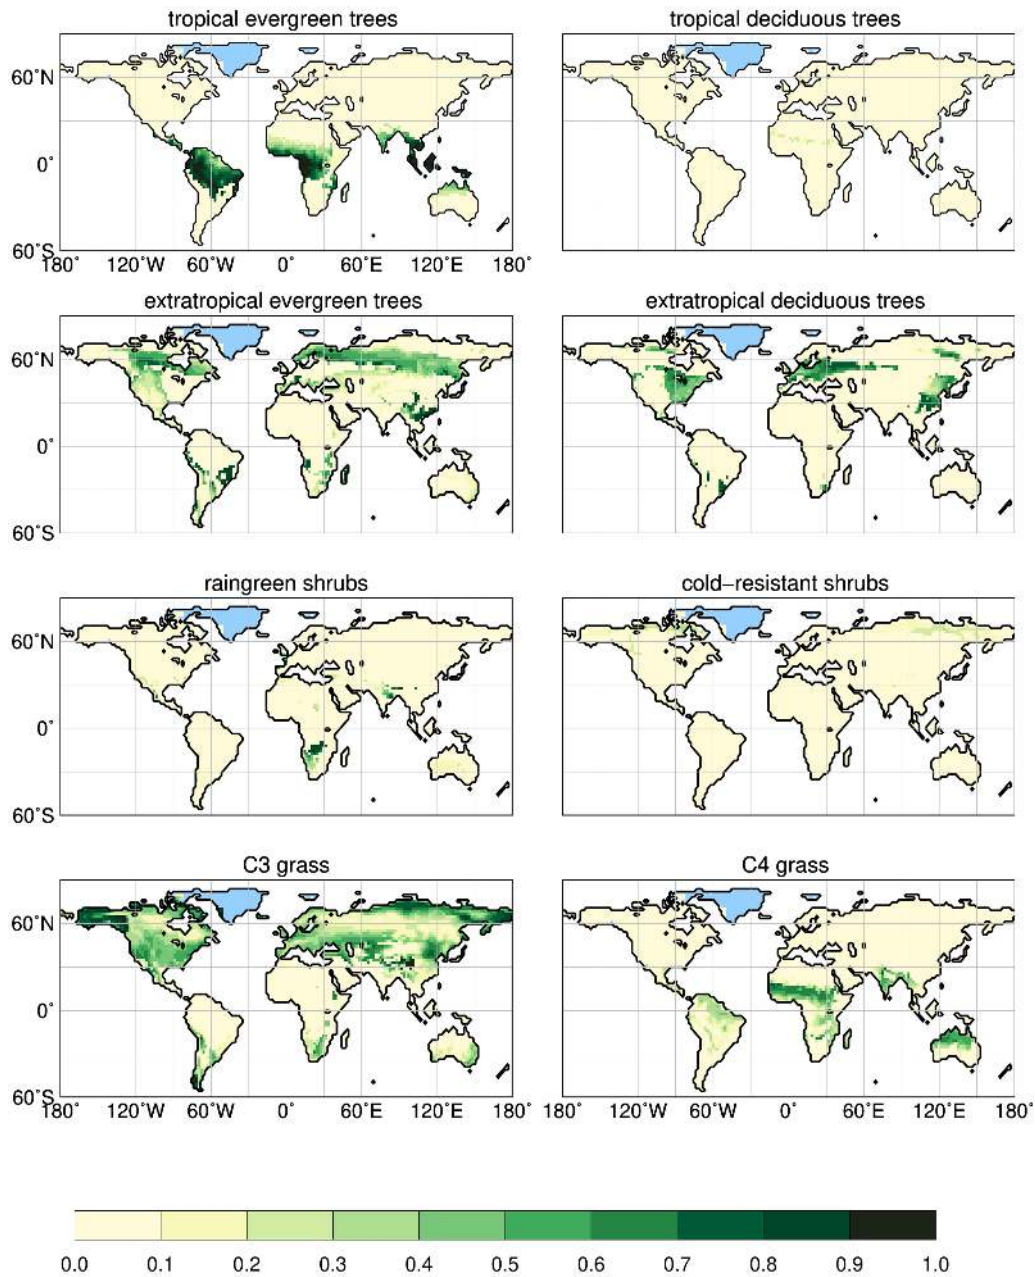 tropical evergreen trees tropical deciduous trees
60˚N
0˚
60˚S
180˚ 120˚W 60˚W 0˚ 60˚E 120˚E 180˚
extratropical evergreen trees extratropical deciduous trees
60˚N
0˚
60˚S
raingreen shrubs cold−resistant shrubs
60˚N
0˚
60˚S
C3 grass C4 grass
60˚N
0˚
60˚S
180˚ 120˚W 60˚W 0˚ 60˚E 120˚E 180˚ 120˚W 60˚W 0˚ 60˚E 120˚E 180˚
0.0 0.1 0.2 0.3 0.4 0.5 0.6 0.7 0.8 0.9 1.0